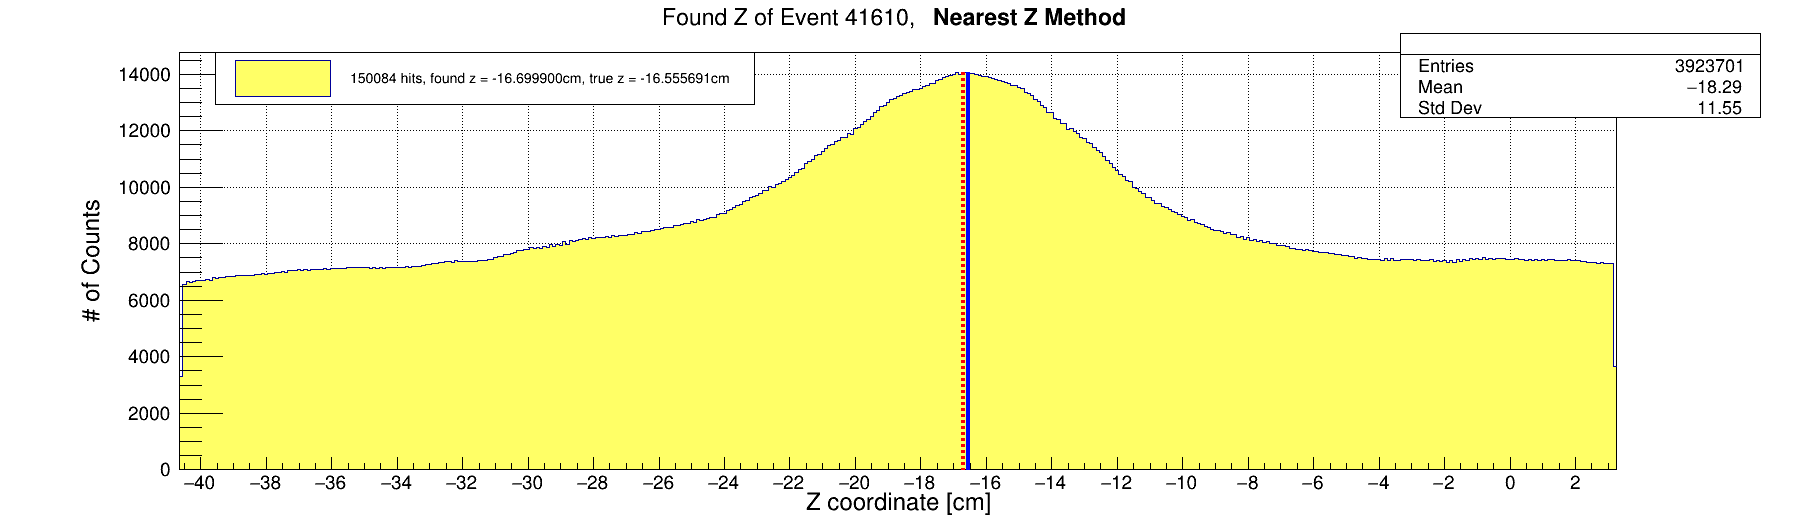 Found Z of Event 41610, Nearest Z Method
150084 hits, found z = -16.699900cm, true z = -16.555691cm
Entries 3923701
Mean −18.29
Std Dev 11.55
# of Counts
14000
12000
10000
8000
6000
4000
2000
0
−40 −38 −36 −34 −32 −30 −28 −26 −24 −22 −20 −18 −16 −14 −12 −10 −8 −6 −4 −2 0 2
Z coordinate [cm]